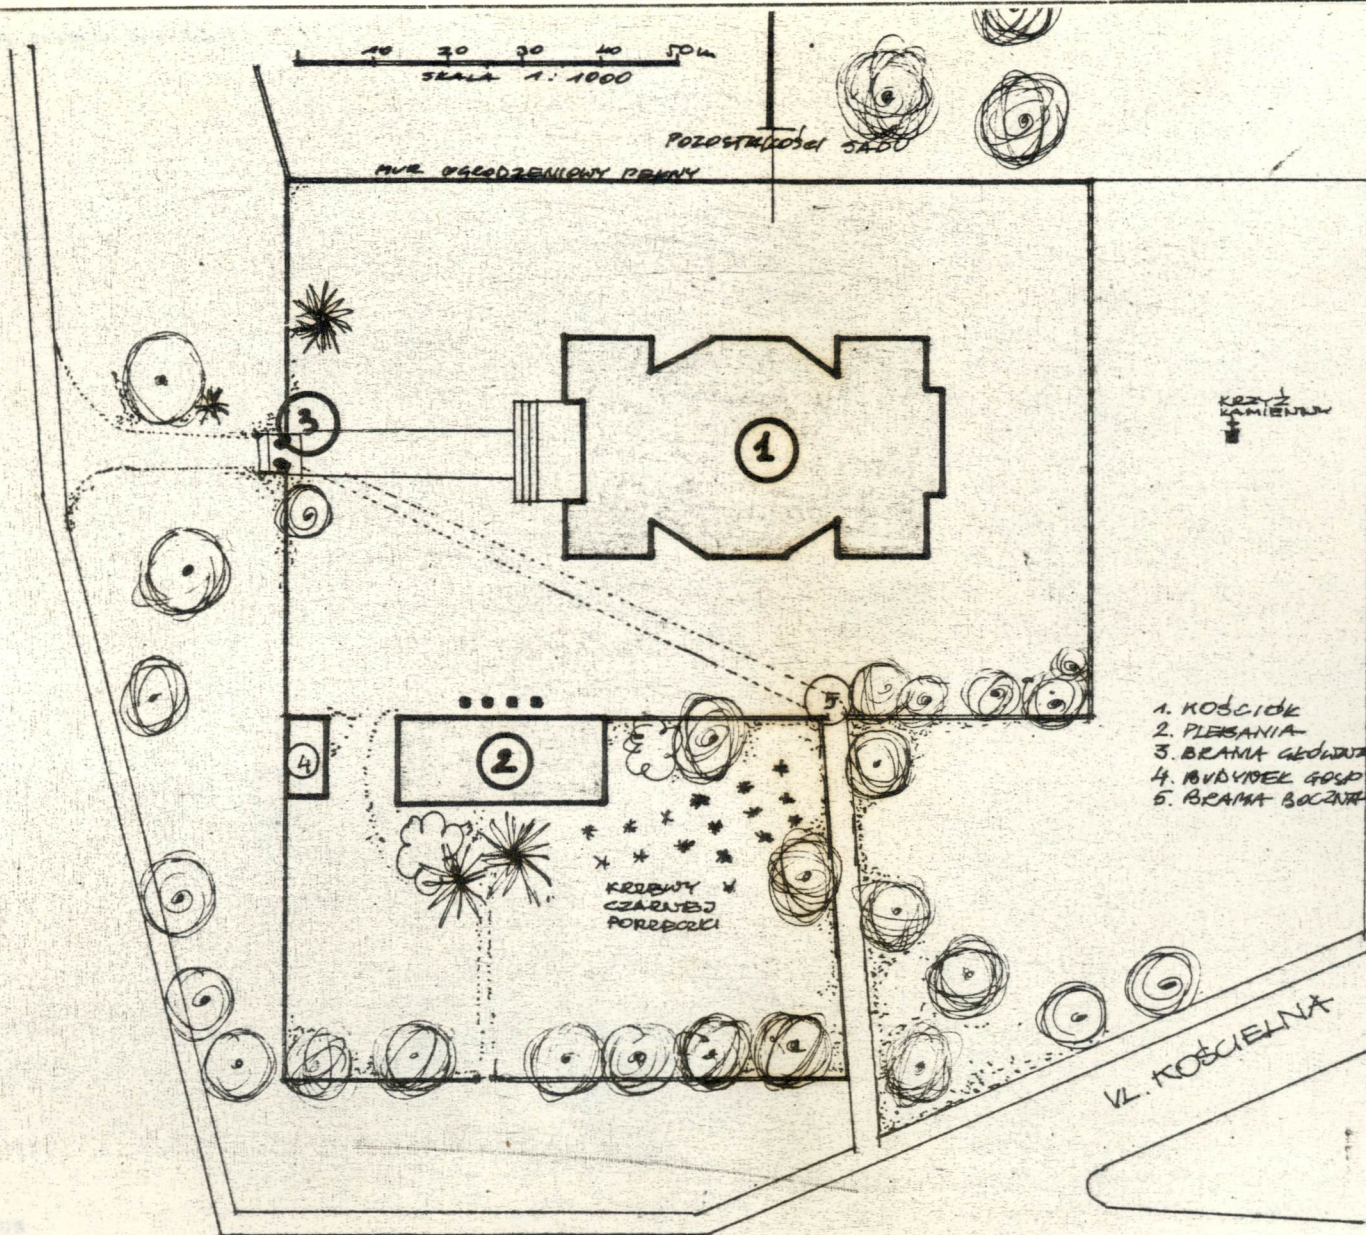 10 20 30 40 50m
SKALA 1:1000
POZOSTAŁOŚCI SADU
MUR OGRODZENIOWY PEŁNY
3
1
KRZYŻ
KAMIENNY
5
4
2
1. KOŚCIÓŁ
2. PLEBANIA
3. BRAMA GŁÓWNA
4. BUDYNEK GOSP
5. BRAMA BOCZNA
KRZEWY
CZARNEJ
PORZECZKI
UL. KOŚCIELNA